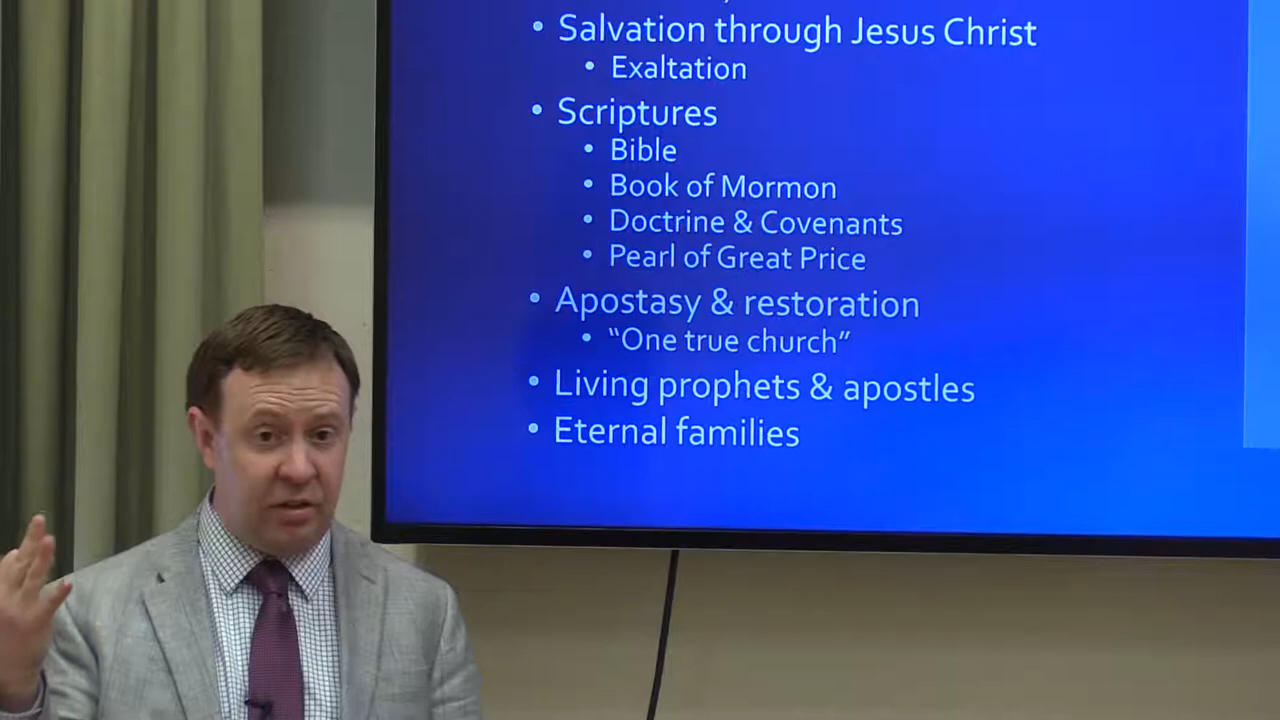 • Salvation through Jesus Christ
• Exaltation
• Scriptures
• Bible
• Book of Mormon
• Doctrine & Covenants
• Pearl of Great Price
• Apostasy & restoration
• “One true church”
• Living prophets & apostles
• Eternal families